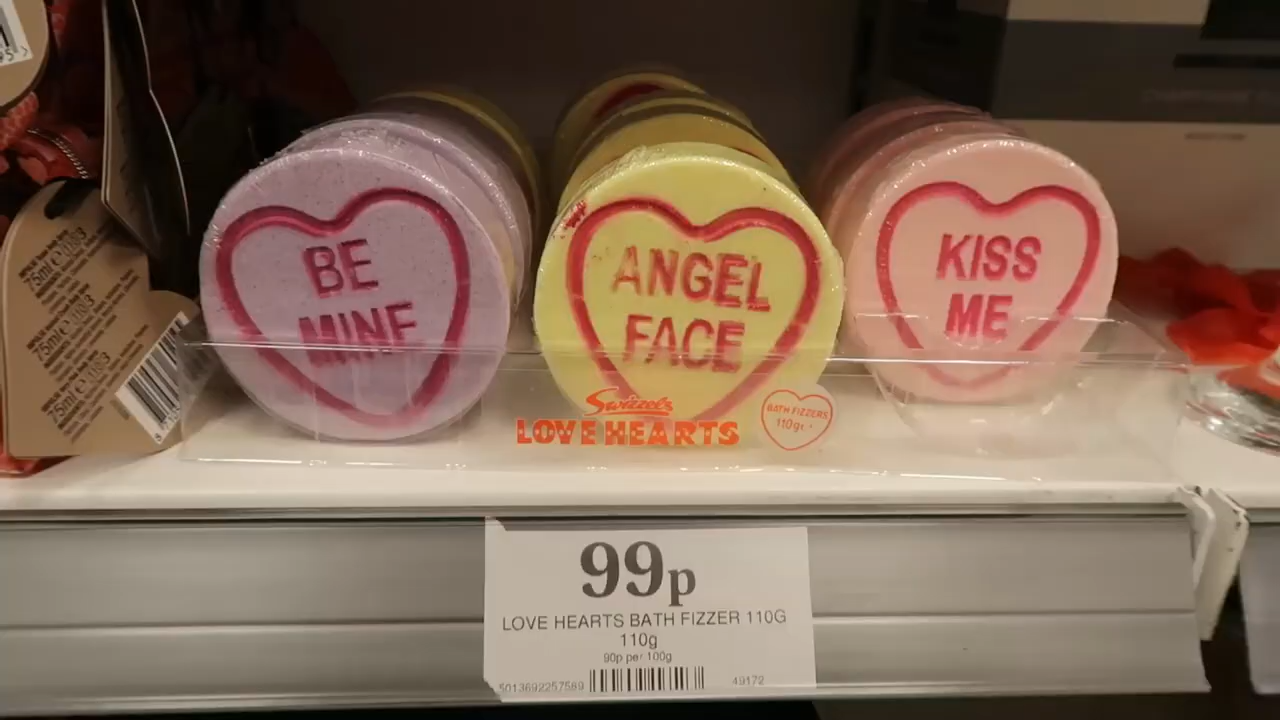 BE
MINE
ANGEL
FACE
KISS
ME
Swizzels
LOVE HEARTS
BATH FIZZERS
110g
75ml e
75ml e
75ml e
99p
LOVE HEARTS BATH FIZZER 110G
110g
90p per 100g
5013692257589
49172